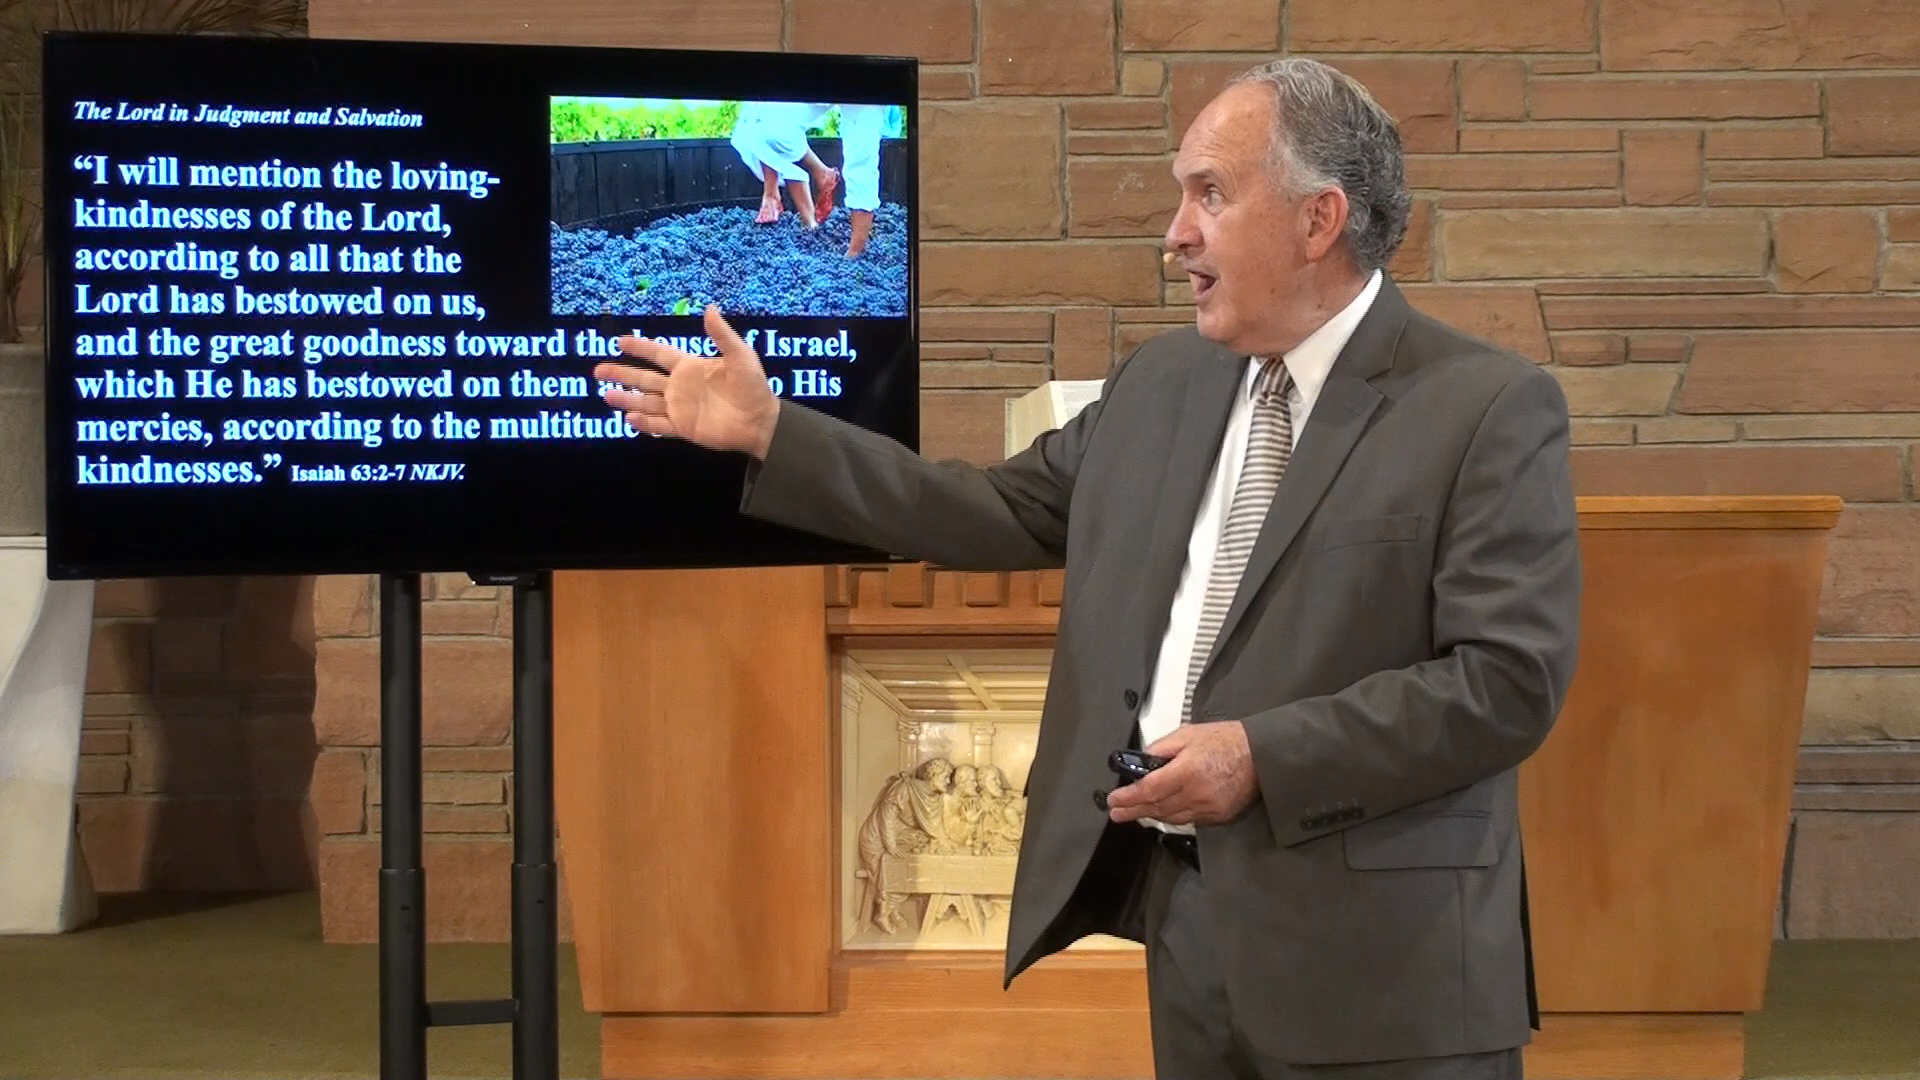 The Lord in Judgment and Salvation
“I will mention the loving-
kindnesses of the Lord,
according to all that the
Lord has bestowed on us,
and the great goodness toward the house of Israel,
which He has bestowed on them His
mercies, according to the multitude
kindnesses.” Isaiah 63:2-7 NKJV.